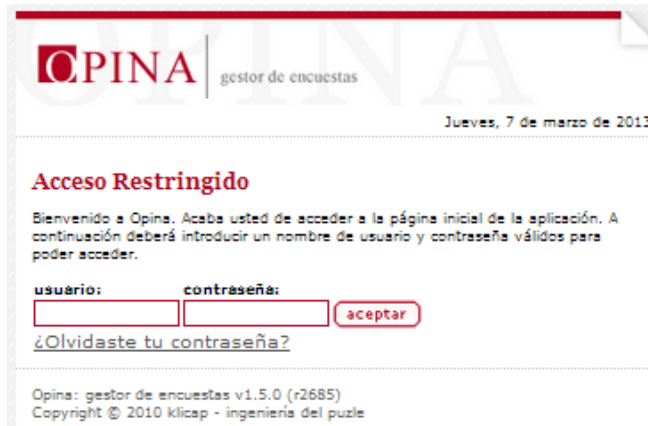 OPINA
OPINA gestor de encuestas
Jueves, 7 de marzo de 2013
Acceso Restringido
Bienvenido a Opina. Acaba usted de acceder a la página inicial de la aplicación. A
continuación deberá introducir un nombre de usuario y contraseña válidos para
poder acceder.
usuario: contraseña:
aceptar
¿Olvidaste tu contraseña?
Opina: gestor de encuestas v1.5.0 (r2685)
Copyright © 2010 klicap - ingeniería del puzle